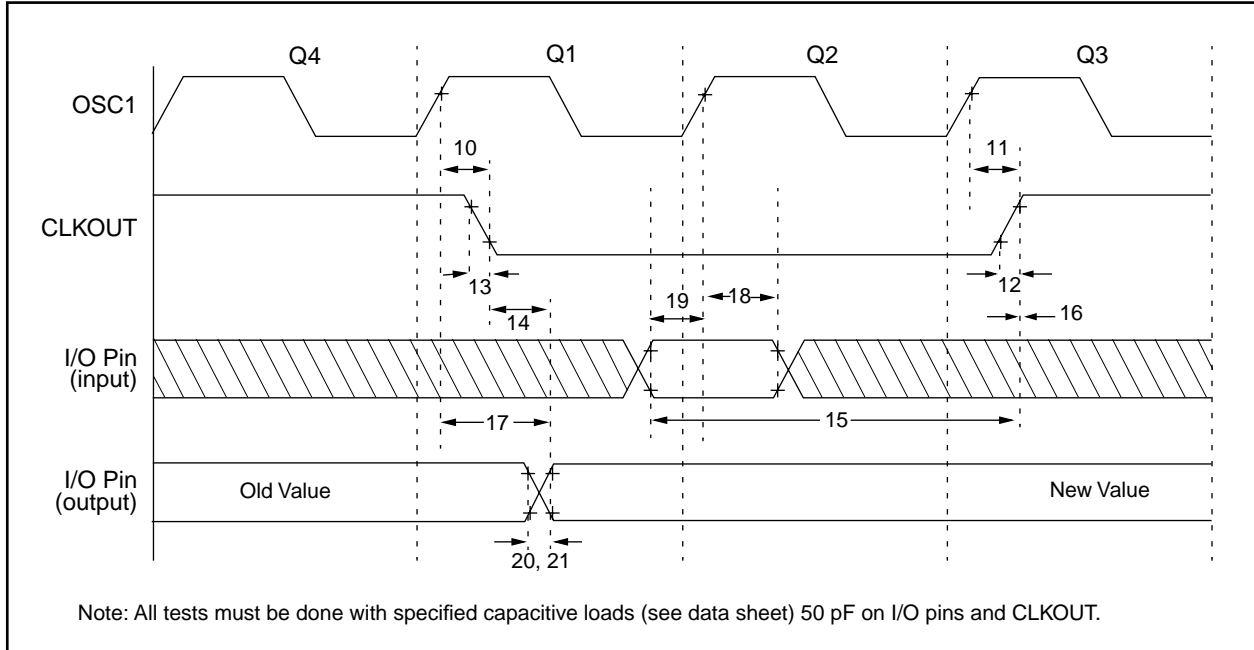 Q4 Q1 Q2 Q3
OSC1
10 11
CLKOUT
13 12
19 18
14 16
I/O Pin
(input)
17 15
I/O Pin
(output)
Old Value New Value
20, 21
Note: All tests must be done with specified capacitive loads (see data sheet) 50 pF on I/O pins and CLKOUT.